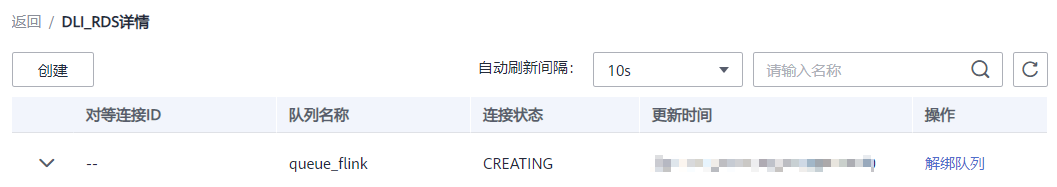 返回 / DLI_RDS详情
创建 自动刷新间隔： 10s 请输入名称
对等连接ID 队列名称 连接状态 更新时间 操作
-- queue_flink CREATING 解绑队列